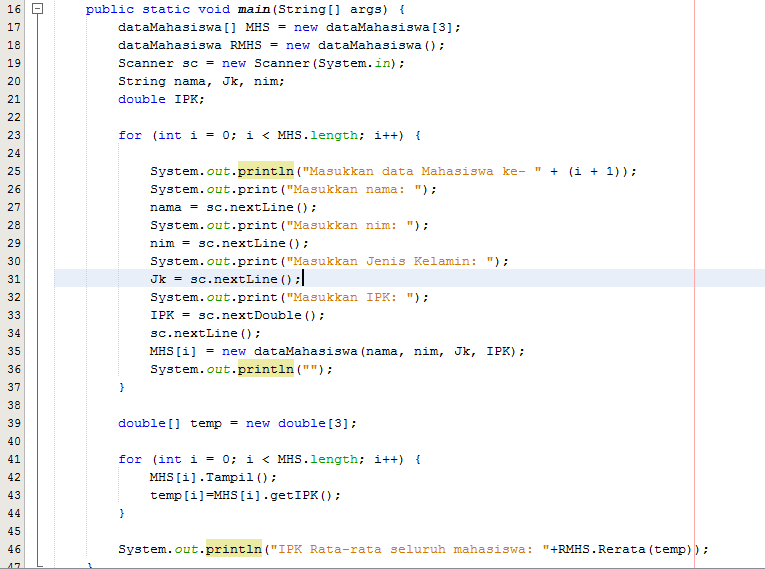 16 public static void main(String[] args) {
17 dataMahasiswa[] MHS = new dataMahasiswa[3];
18 dataMahasiswa RMHS = new dataMahasiswa();
19 Scanner sc = new Scanner(System.in);
20 String nama, Jk, nim;
21 double IPK;
22
23 for (int i = 0; i < MHS.length; i++) {
24
25 System.out.println("Masukkan data Mahasiswa ke- " + (i + 1));
26 System.out.print("Masukkan nama: ");
27 nama = sc.nextLine();
28 System.out.print("Masukkan nim: ");
29 nim = sc.nextLine();
30 System.out.print("Masukkan Jenis Kelamin: ");
31 Jk = sc.nextLine();
32 System.out.print("Masukkan IPK: ");
33 IPK = sc.nextDouble();
34 sc.nextLine();
35 MHS[i] = new dataMahasiswa(nama, nim, Jk, IPK);
36 System.out.println("");
37 }
38
39 double[] temp = new double[3];
40
41 for (int i = 0; i < MHS.length; i++) {
42 MHS[i].Tampil();
43 temp[i]=MHS[i].getIPK();
44 }
45
46 System.out.println("IPK Rata-rata seluruh mahasiswa: "+RMHS.Rerata(temp));
47 }